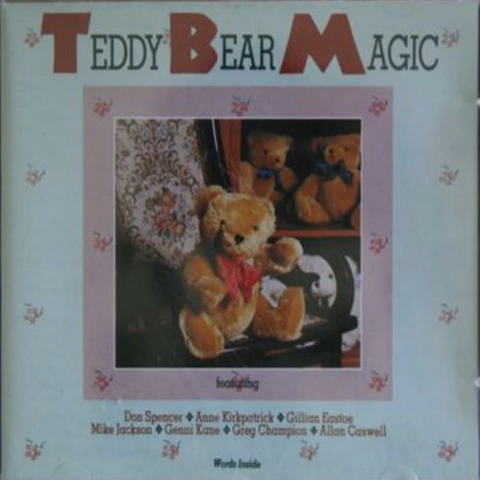 TEDDY BEAR MAGIC
featuring
Don Spencer ❖ Anne Kirkpatrick ❖ Gillian Eastoe
Mike Jackson ❖ Genni Kane ❖ Greg Champion ❖ Allan Caswell
Words Inside